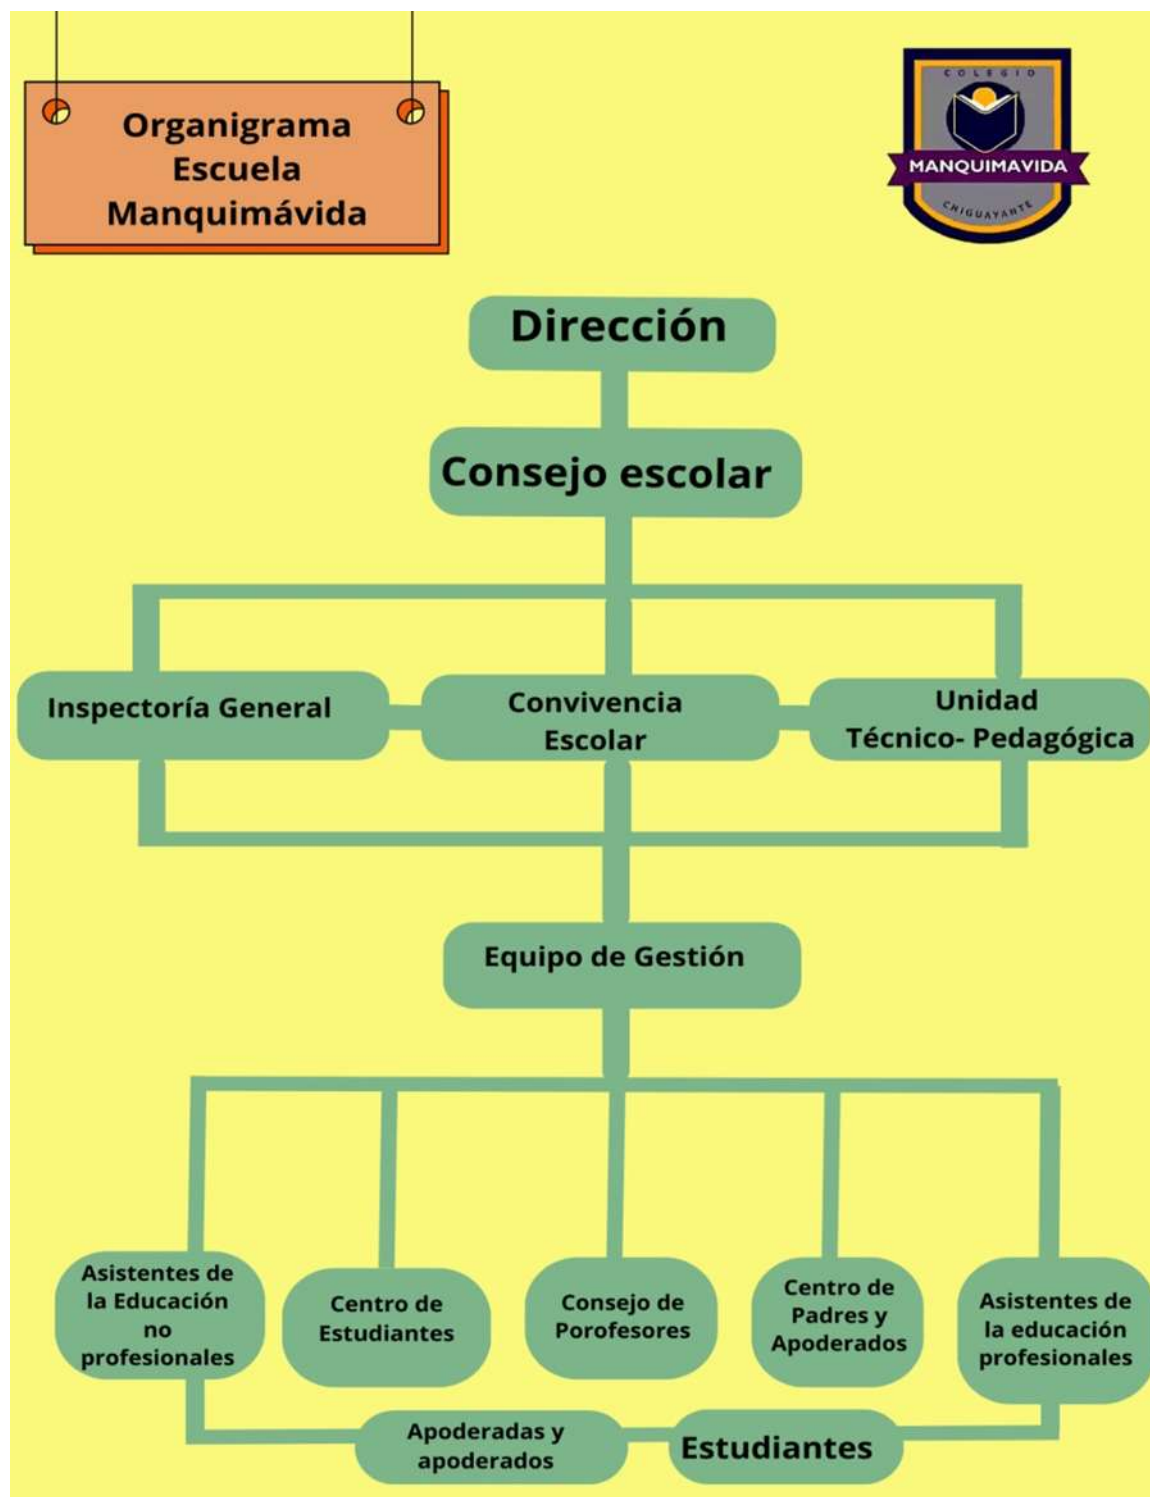 Organigrama
Escuela
Manquimávida
COLEGIO
MANQUIMAVIDA
CHIGUAYANTE
Dirección
Consejo escolar
Inspectoría General
Convivencia
Escolar
Unidad
Técnico- Pedagógica
Equipo de Gestión
Asistentes de
la Educación
no
profesionales
Centro de
Estudiantes
Consejo de
Porofesores
Centro de
Padres y
Apoderados
Asistentes de
la educación
profesionales
Apoderadas y
apoderados
Estudiantes